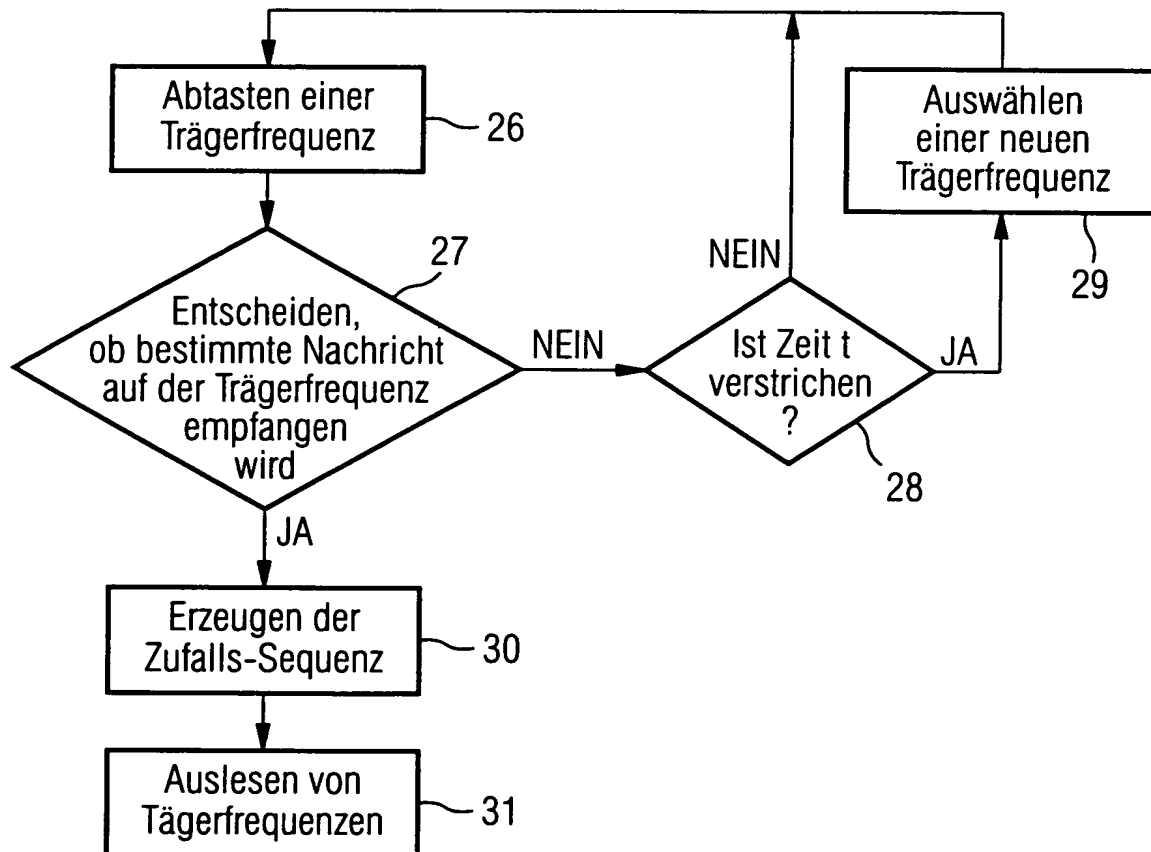 Abtasten einer
Trägerfrequenz
26
Auswählen
einer neuen
Trägerfrequenz
29
27
Entscheiden,
ob bestimmte Nachricht
auf der Trägerfrequenz
empfangen
wird
NEIN
NEIN
Ist Zeit t
verstrichen
?
JA
28
JA
Erzeugen der
Zufalls-Sequenz
30
Auslesen von
Tägerfrequenzen
31